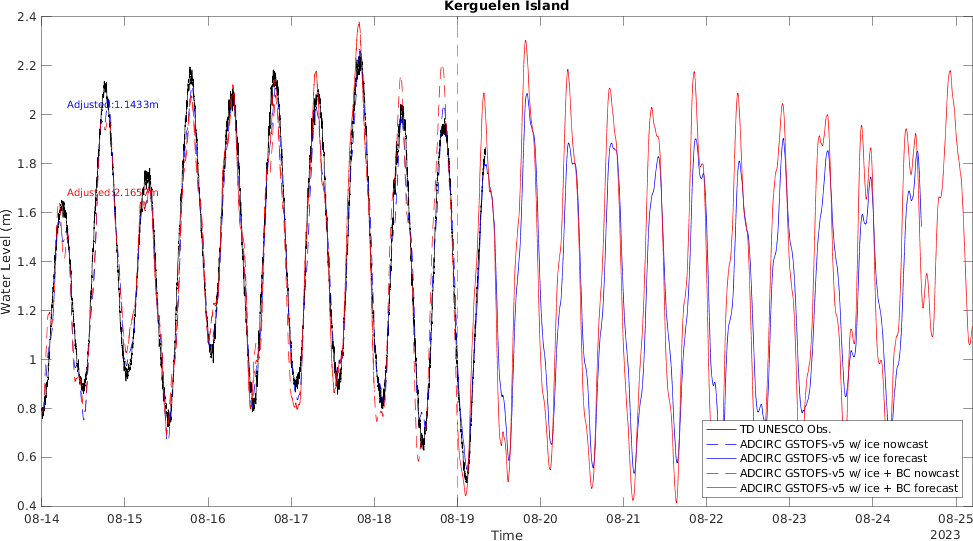 Kerguelen Island
2.4
2.2
2
1.8
1.6
1.4
1.2
1
0.8
0.6
0.4
Water Level (m)
Adjusted:1.1433m
TD UNESCO Obs.
ADCIRC GSTOFS-v5 w/ ice nowcast
ADCIRC GSTOFS-v5 w/ ice forecast
ADCIRC GSTOFS-v5 w/ ice + BC nowcast
ADCIRC GSTOFS-v5 w/ ice + BC forecast
08-14 08-15 08-16 08-17 08-18 08-19 08-20 08-21 08-22 08-23 08-24 08-25
Time
2023